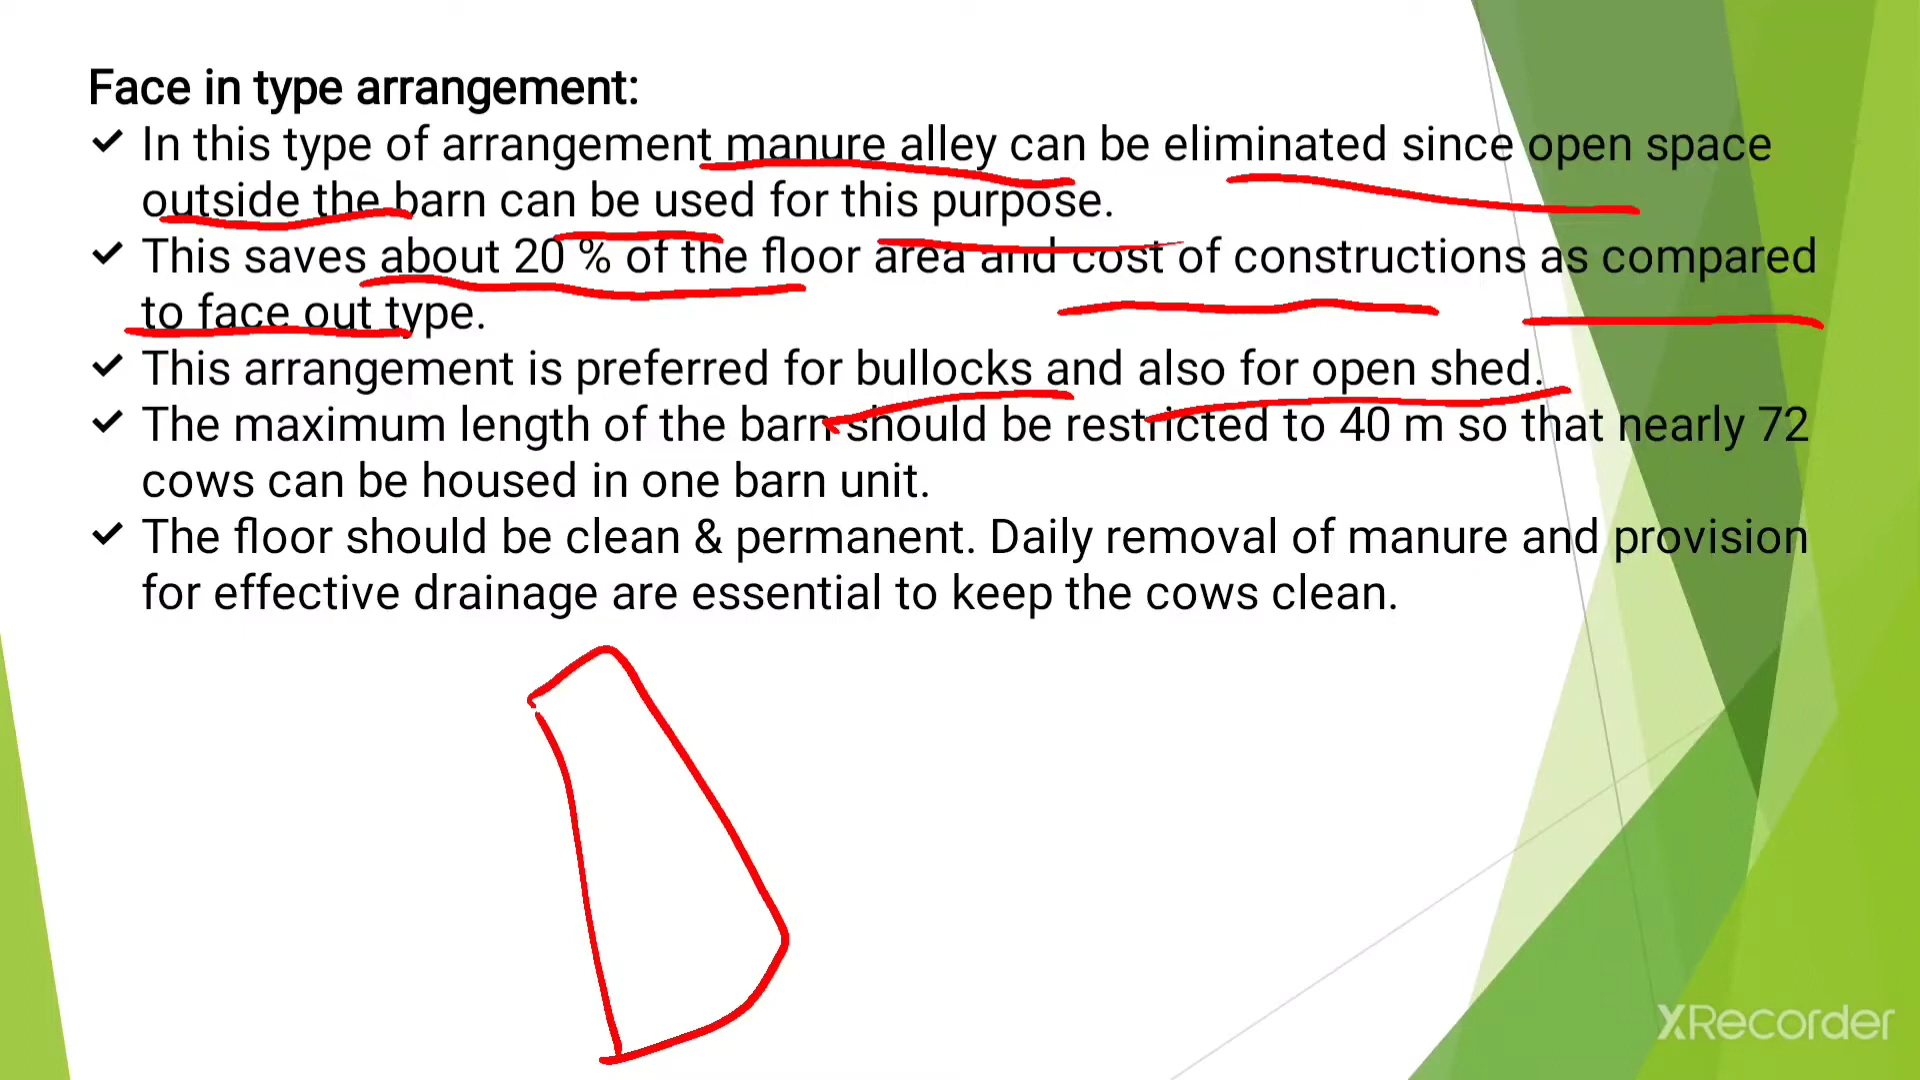 Face in type arrangement:
✔ In this type of arrangement manure alley can be eliminated since open space
outside the barn can be used for this purpose.
✔ This saves about 20 % of the floor area and cost of constructions as compared
to face out type.
✔ This arrangement is preferred for bullocks and also for open shed.
✔ The maximum length of the barn should be restricted to 40 m so that nearly 72
cows can be housed in one barn unit.
✔ The floor should be clean & permanent. Daily removal of manure and provision
for effective drainage are essential to keep the cows clean.
XRecorder